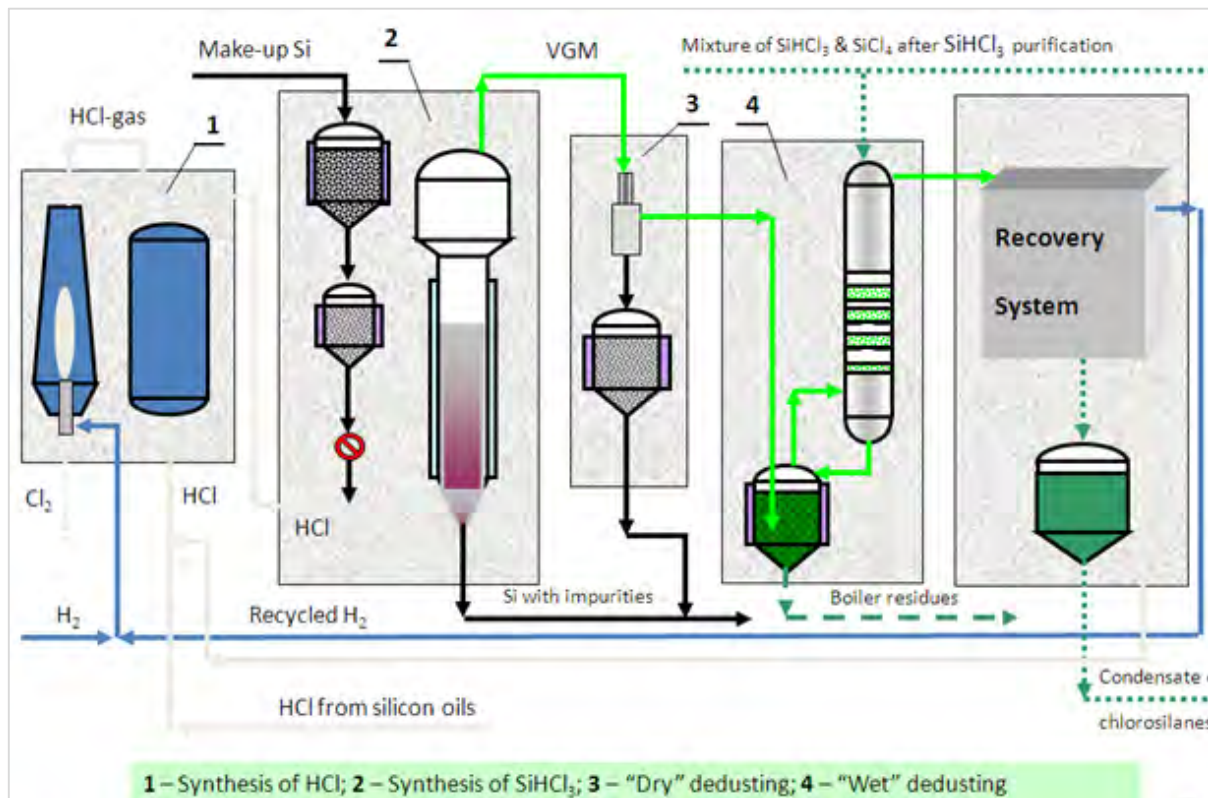 Make-up Si
2
VGM
Mixture of SiHCl₃ & SiCl₄ after SiHCl₃ purification
HCl-gas
1
3
4
Recovery
System
Cl₂
HCl
HCl
Si with impurities
Boiler residues
H₂
Recycled H₂
Condensate
chlorosilanes
HCl from silicon oils
1 – Synthesis of HCl; 2 – Synthesis of SiHCl₃; 3 – “Dry” dedusting; 4 – “Wet” dedusting